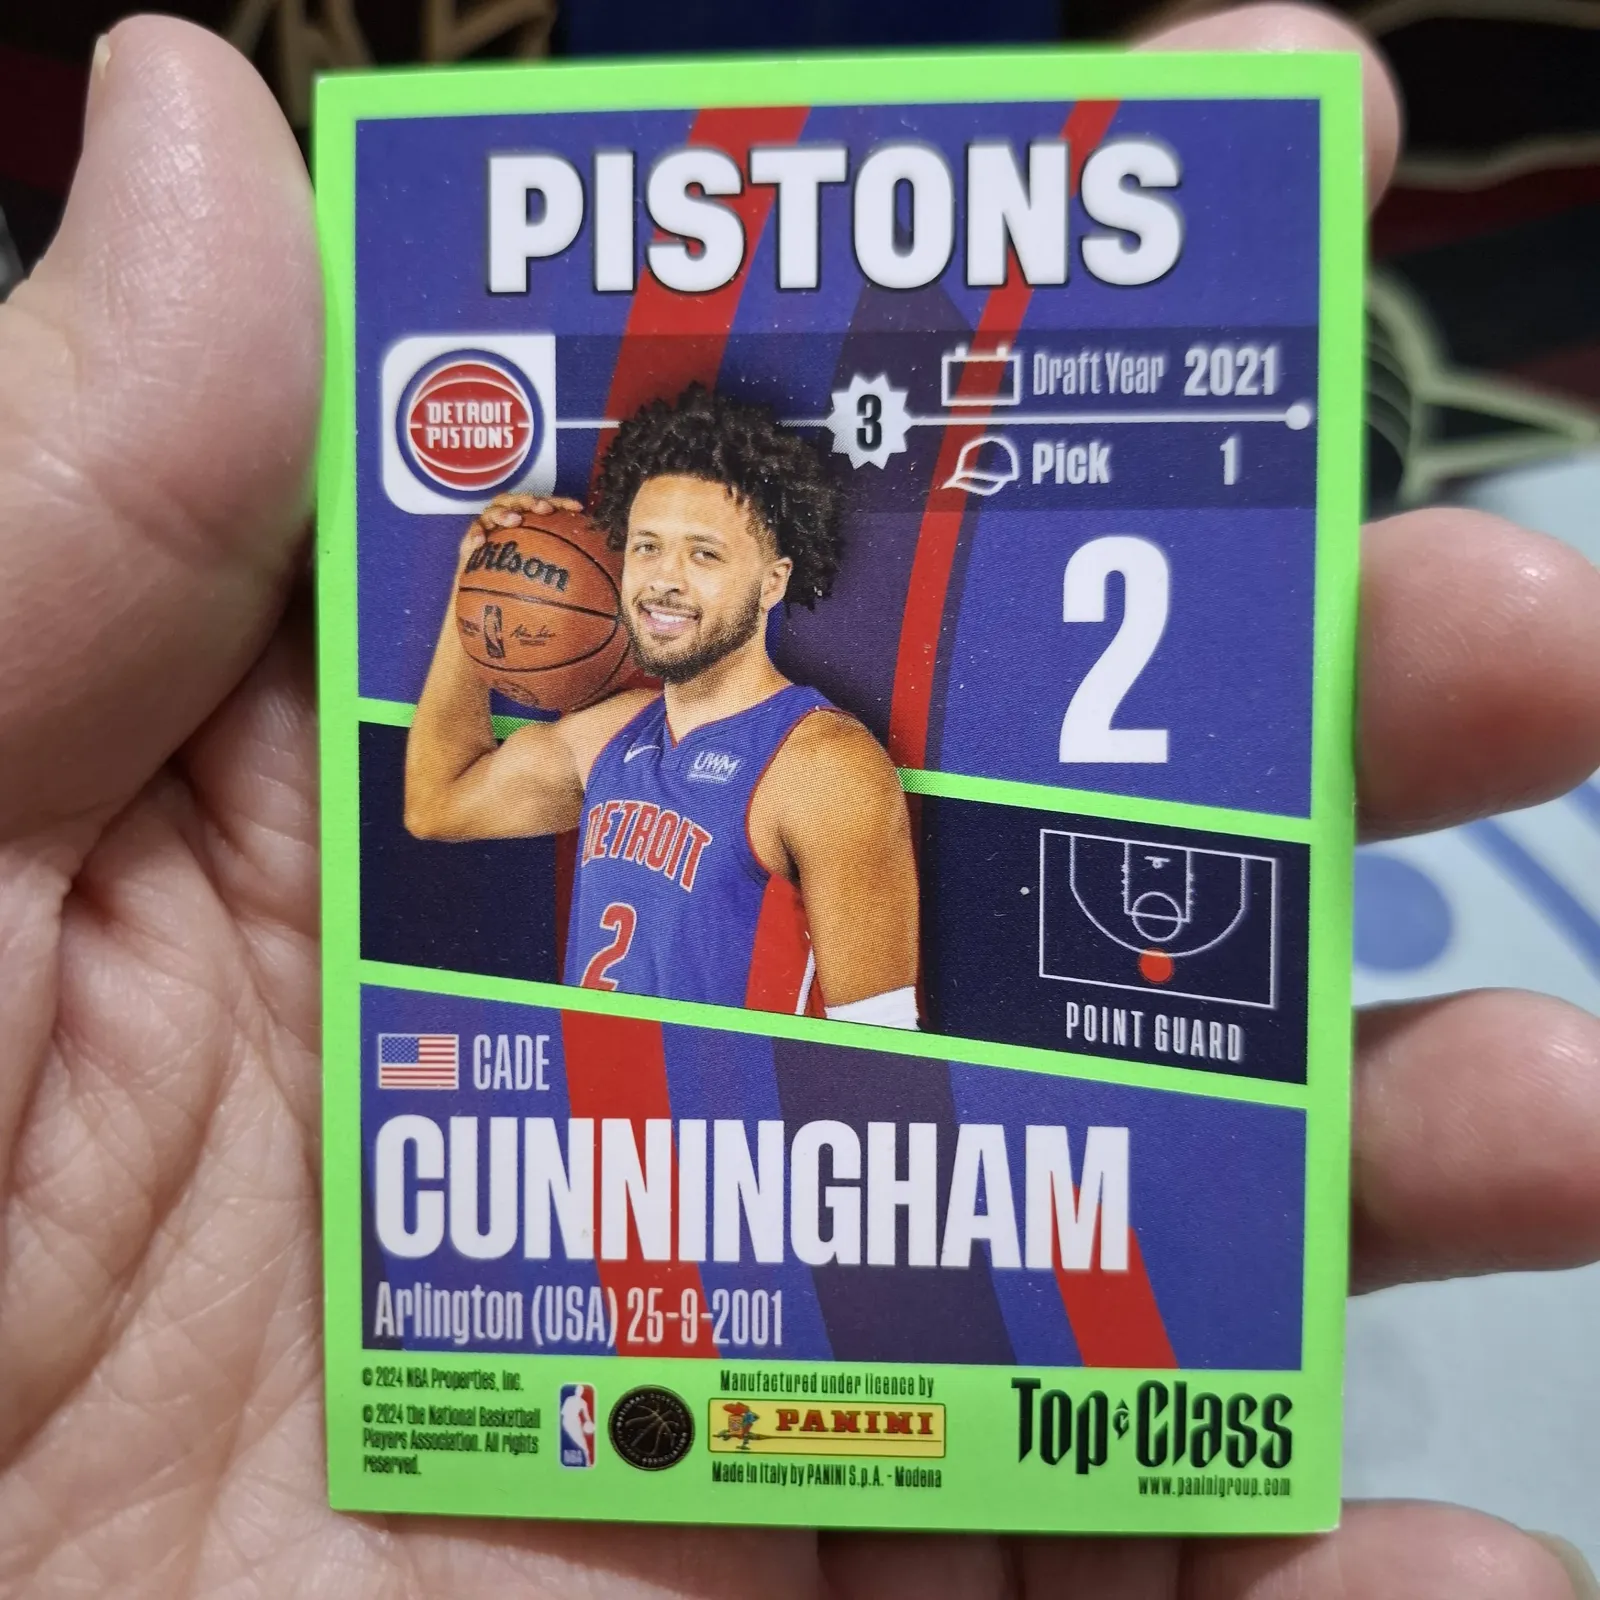 PISTONS
DETROIT
PISTONS
3
Draft Year 2021
Pick 1
2
Wilson
UWM
DETROIT
2
POINT GUARD
CADE
CUNNINGHAM
Arlington (USA) 25-9-2001
© 2024 NBA Properties, Inc.
© 2024 the National Basketball
Players Association. All rights
reserved.
NBA
Manufactured under licence by
PANINI
Made in Italy by PANINI S.p.A. - Modena
Top Class
www.paninigroup.com